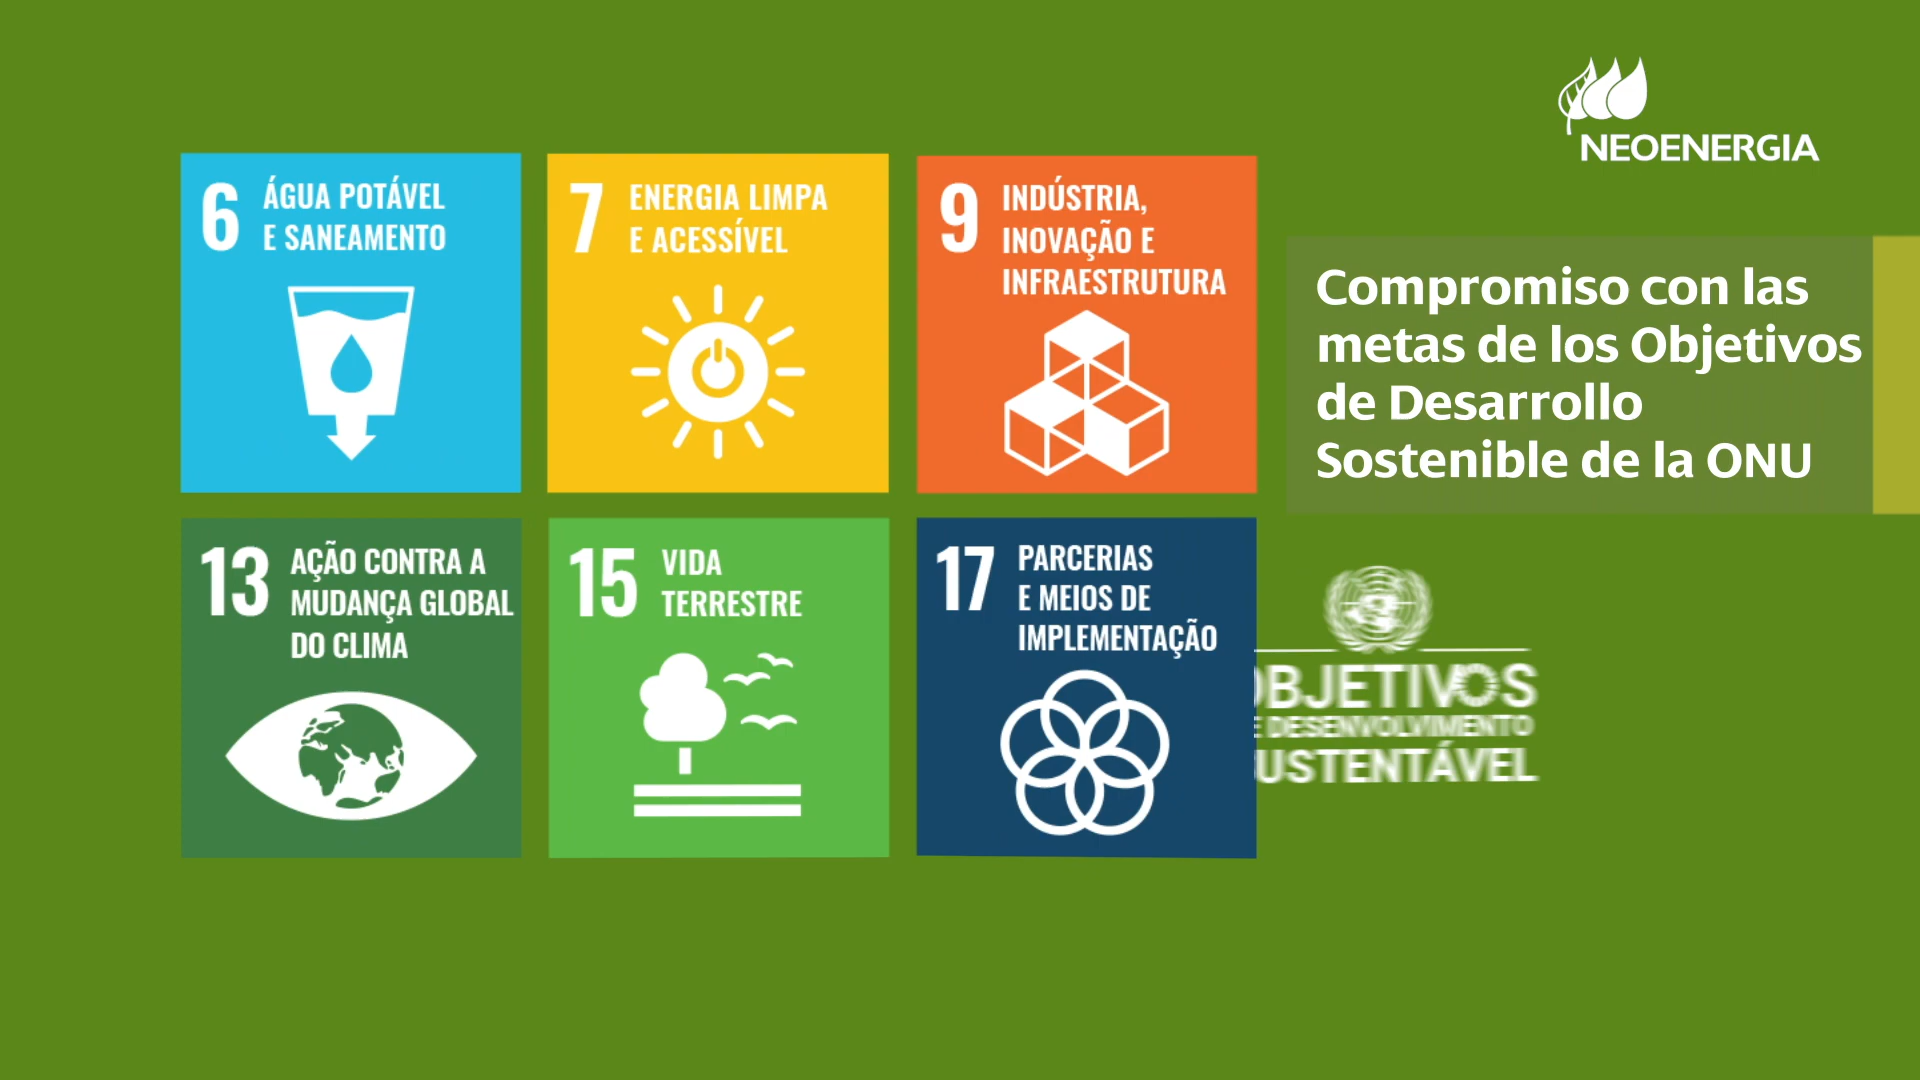 NEOENERGIA
6 ÁGUA POTÁVEL
E SANEAMENTO
7 ENERGIA LIMPA
E ACESSÍVEL
9 INDÚSTRIA,
INOVAÇÃO E
INFRAESTRUTURA
Compromiso con las
metas de los Objetivos
de Desarrollo
Sostenible de la ONU
13 AÇÃO CONTRA A
MUDANÇA GLOBAL
DO CLIMA
15 VIDA
TERRESTRE
17 PARCERIAS
E MEIOS DE
IMPLEMENTAÇÃO
OBJETIVOS
E DESENVOLVIMENTO
SUSTENTÁVEL